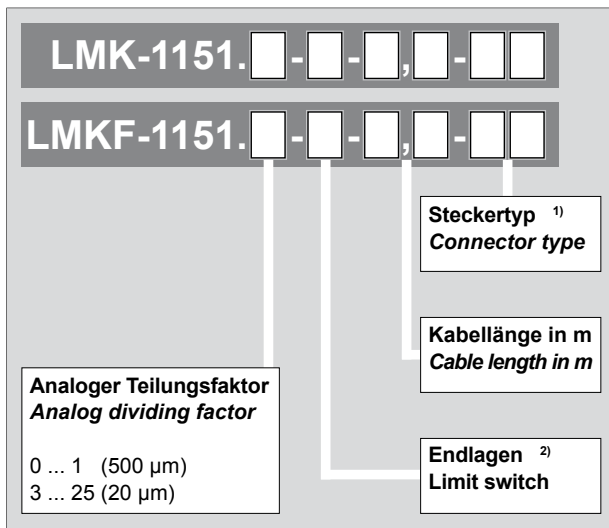 LMK-1151.□-□-□,□-□□
LMKF-1151.□-□-□,□-□□
Steckertyp 1)
Connector type
Kabellänge in m
Cable length in m
Analoger Teilungsfaktor
Analog dividing factor
0 ... 1 (500 µm)
3 ... 25 (20 µm)
Endlagen 2)
Limit switch